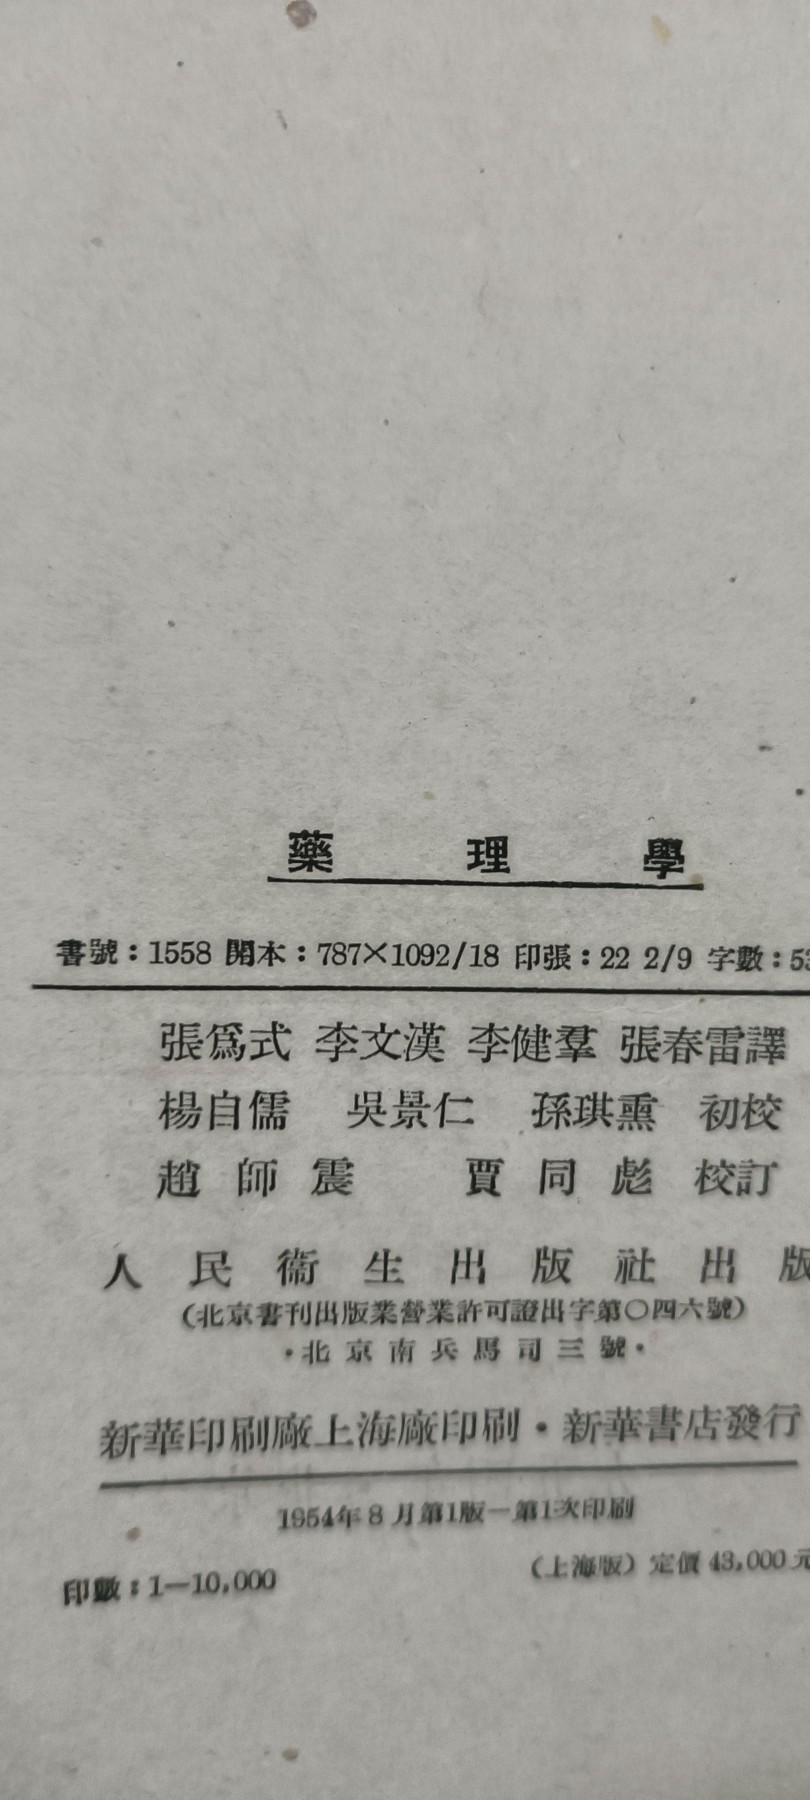 藥理學
書號：1558 開本：787×1092/18 印張：22 2/9 字數：53
張爲式 李文漢 李健羣 張春雷譯
楊自儒 吳景仁 孫琪熏 初校
趙師震 賈同彪 校訂
人民衞生出版社出版
（北京書刊出版業營業許可證出字第〇四六號）
·北京南兵馬司三號·
新華印刷廠上海廠印刷·新華書店發行
1954年8月第1版—第1次印刷
印數：1—10,000 （上海版）定價 43,000元